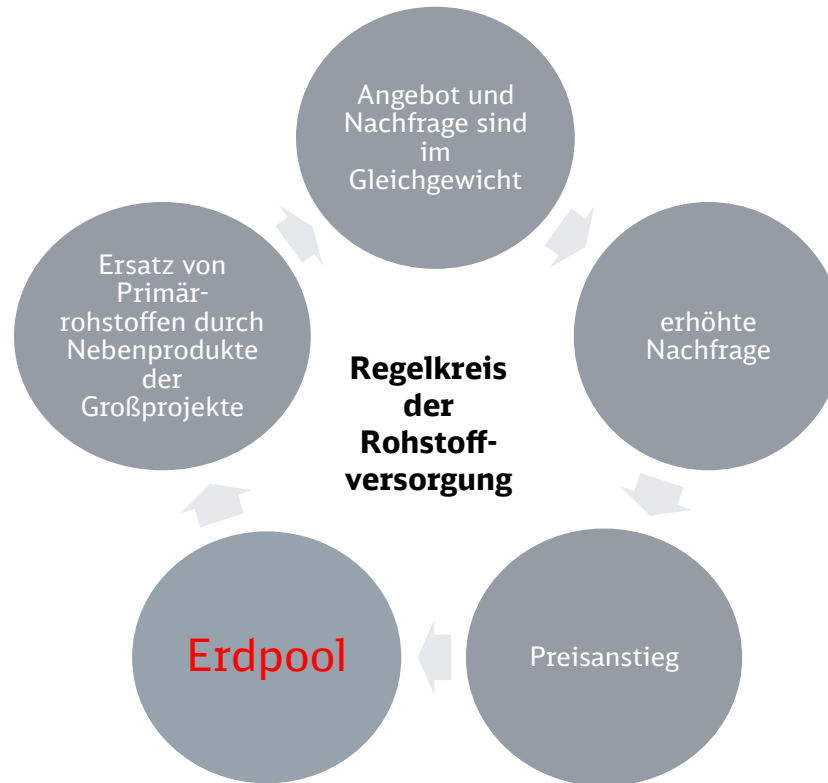 Angebot und
Nachfrage sind
im
Gleichgewicht
erhöhte
Nachfrage
Preisanstieg
Erdpool
Ersatz von
Primär-
rohstoffen durch
Nebenprodukte
der
Großprojekte
Regelkreis
der
Rohstoff-
versorgung